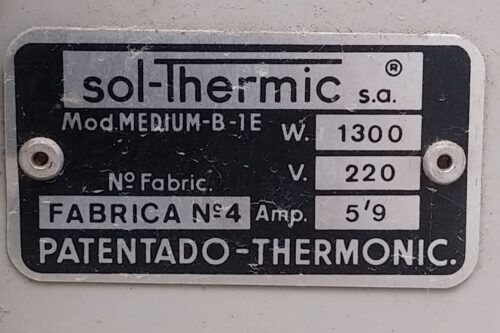 sol-Thermic ® s.a.
Mod.MEDIUM-B-1E W. 1300
V. 220
Nº Fabric.
FABRICA Nº4 Amp. 5'9
PATENTADO-THERMONIC.